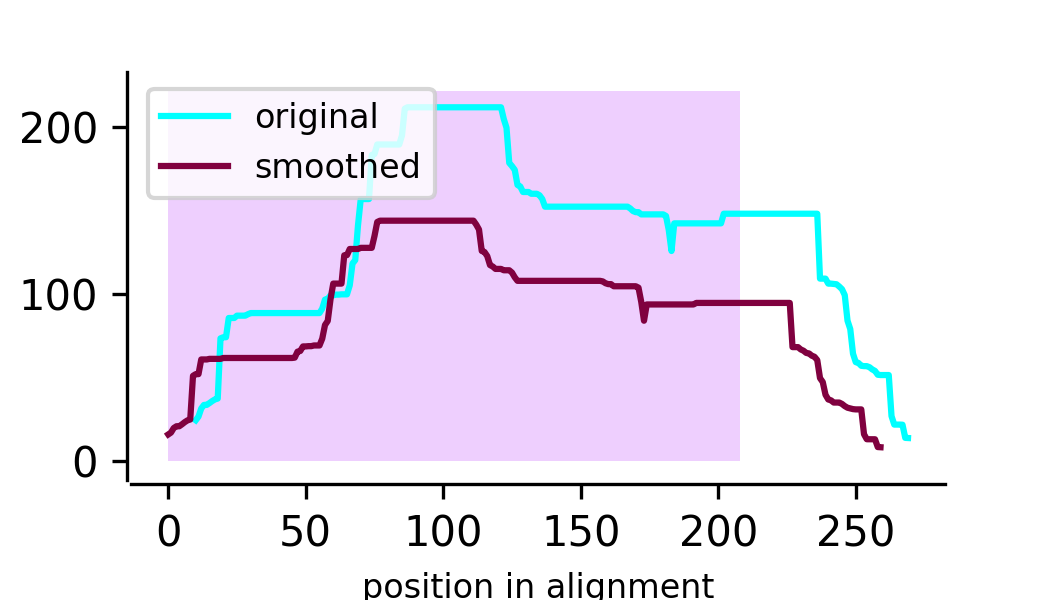 original
smoothed
200
100
0
0 50 100 150 200 250
position in alignment